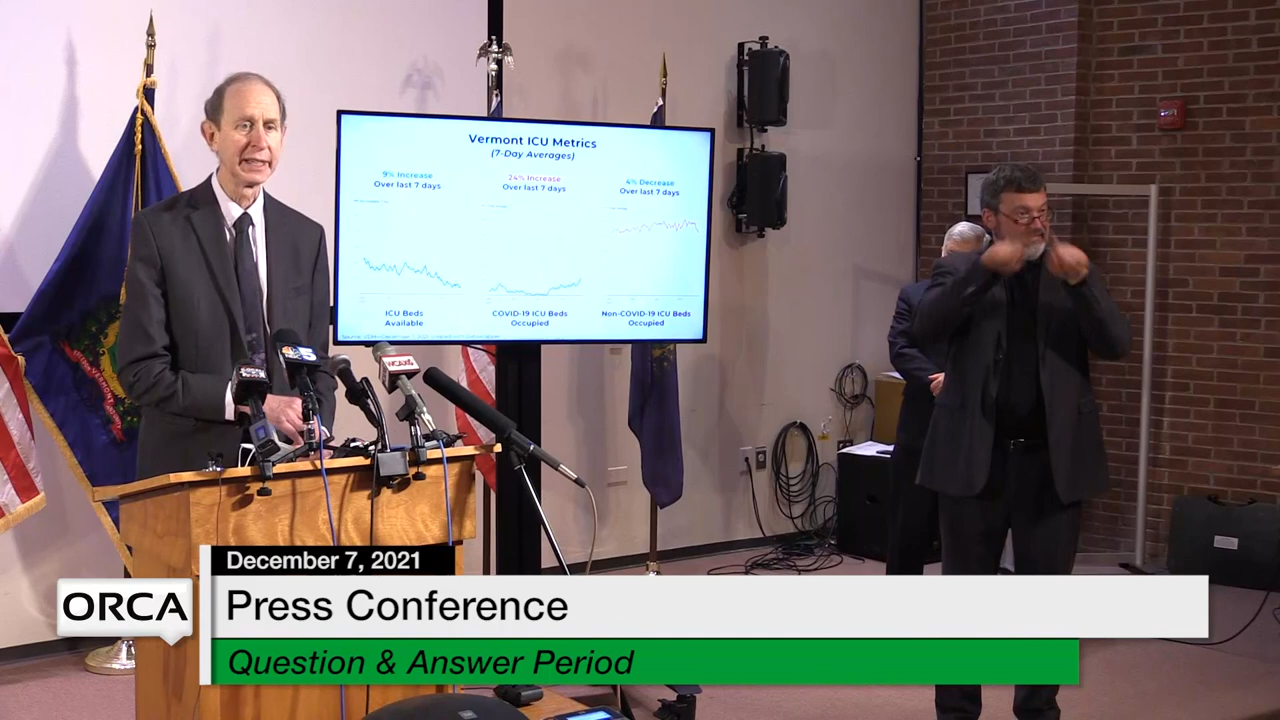 Vermont ICU Metrics
(7-Day Averages)
9% Increase
Over last 7 days
24% Increase
Over last 7 days
4% Decrease
Over last 7 days
ICU Beds
Available
COVID-19 ICU Beds
Occupied
Non-COVID-19 ICU Beds
Occupied
5
WCAX
December 7, 2021
ORCA
Press Conference
Question & Answer Period